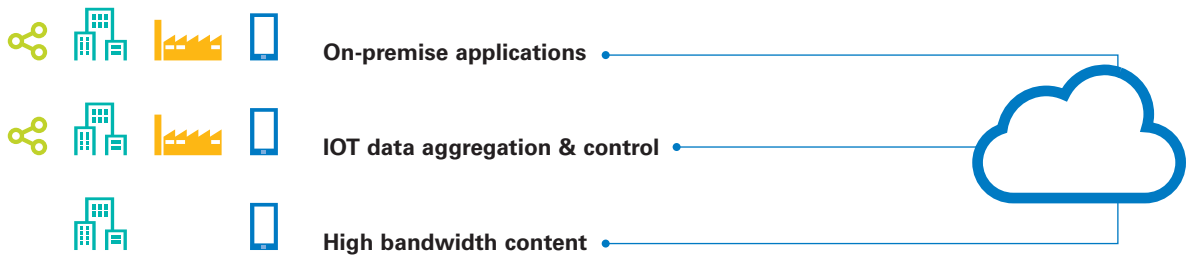 On-premise applications
IOT data aggregation & control
High bandwidth content